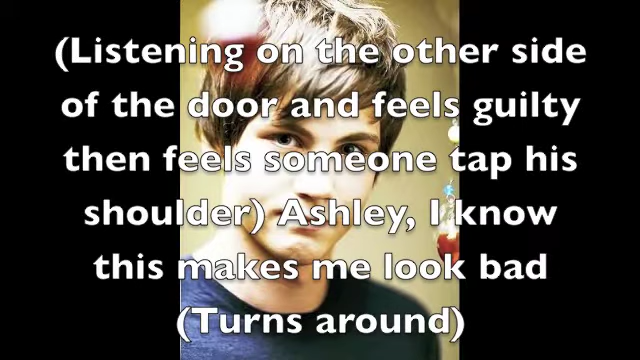 (Listening on the other side
of the door and feels guilty
then feels someone tap his
shoulder) Ashley, I know
this makes me look bad
(Turns around)